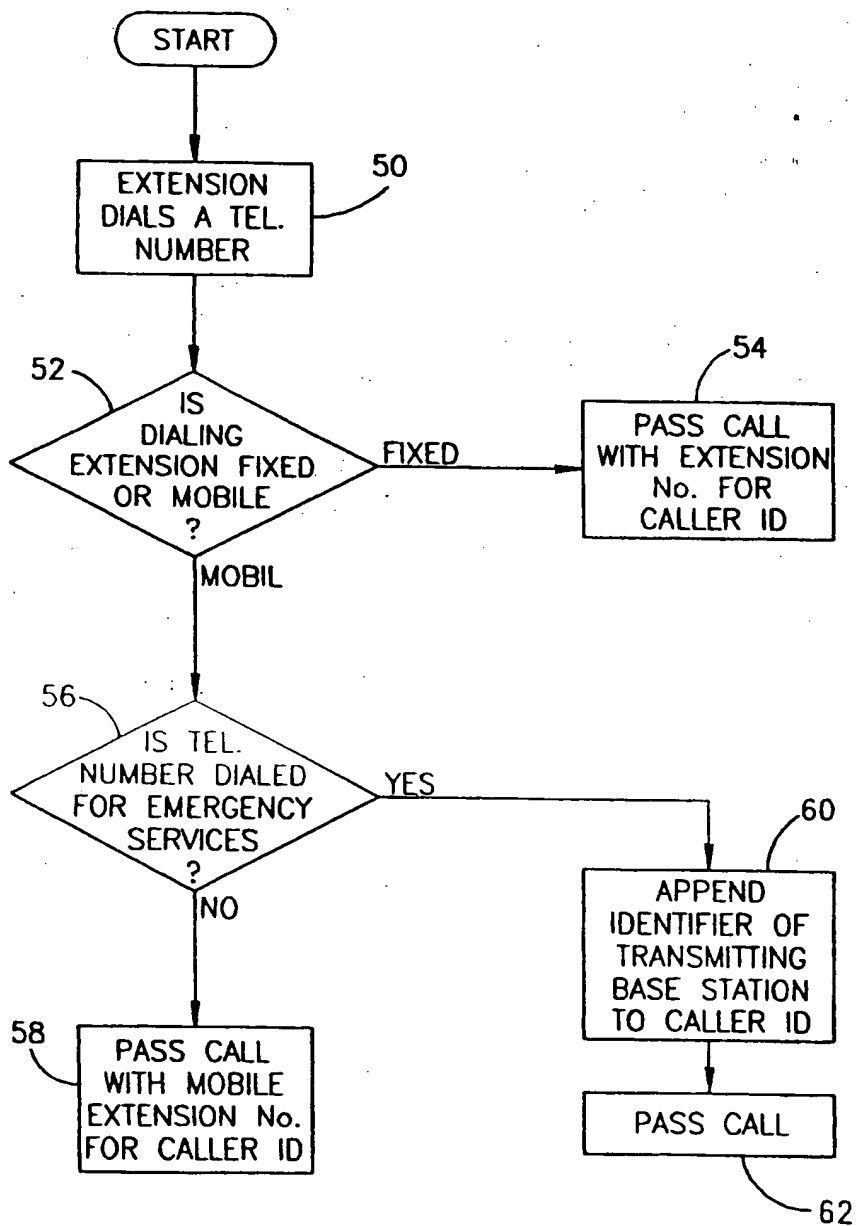 START
50
EXTENSION
DIALS A TEL.
NUMBER
52
IS
DIALING
EXTENSION FIXED
OR MOBILE
?
FIXED
54
PASS CALL
WITH EXTENSION
No. FOR
CALLER ID
MOBIL
56
IS TEL.
NUMBER DIALED
FOR EMERGENCY
SERVICES
?
YES
NO
60
APPEND
IDENTIFIER OF
TRANSMITTING
BASE STATION
TO CALLER ID
58
PASS CALL
WITH MOBILE
EXTENSION No.
FOR CALLER ID
PASS CALL
62